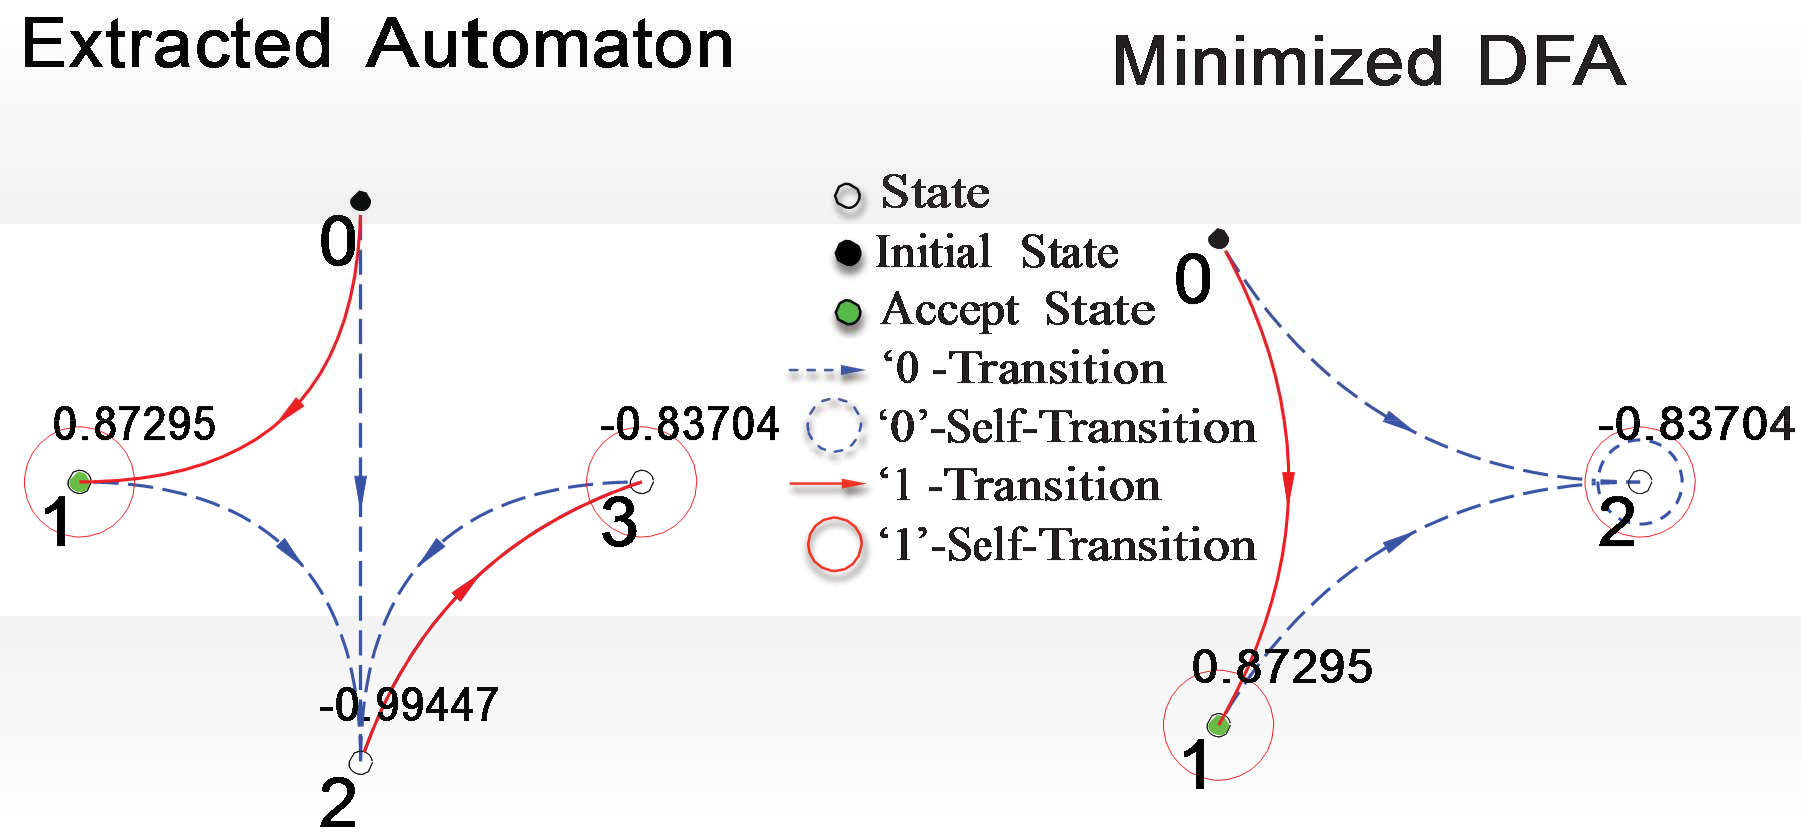 Extracted Automaton
Minimized DFA
0
0.87295
1
-0.83704
3
-0.99447
2
State
Initial State
Accept State
‘0 -Transition
‘0’-Self-Transition
‘1 -Transition
‘1’-Self-Transition
0
-0.83704
2
0.87295
1